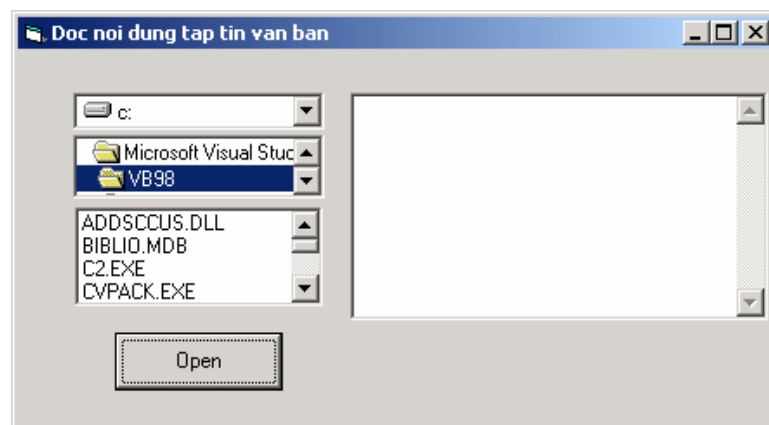 Doc noi dung tap tin van ban
c:
Microsoft Visual Stuc
VB98
ADDSCCUS.DLL
BIBLIO.MDB
C2.EXE
CVPACK.EXE
Open